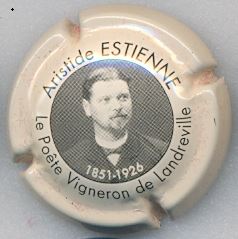 Aristide ESTIENNE
1851-1926
Le Poète Vigneron de Landreville